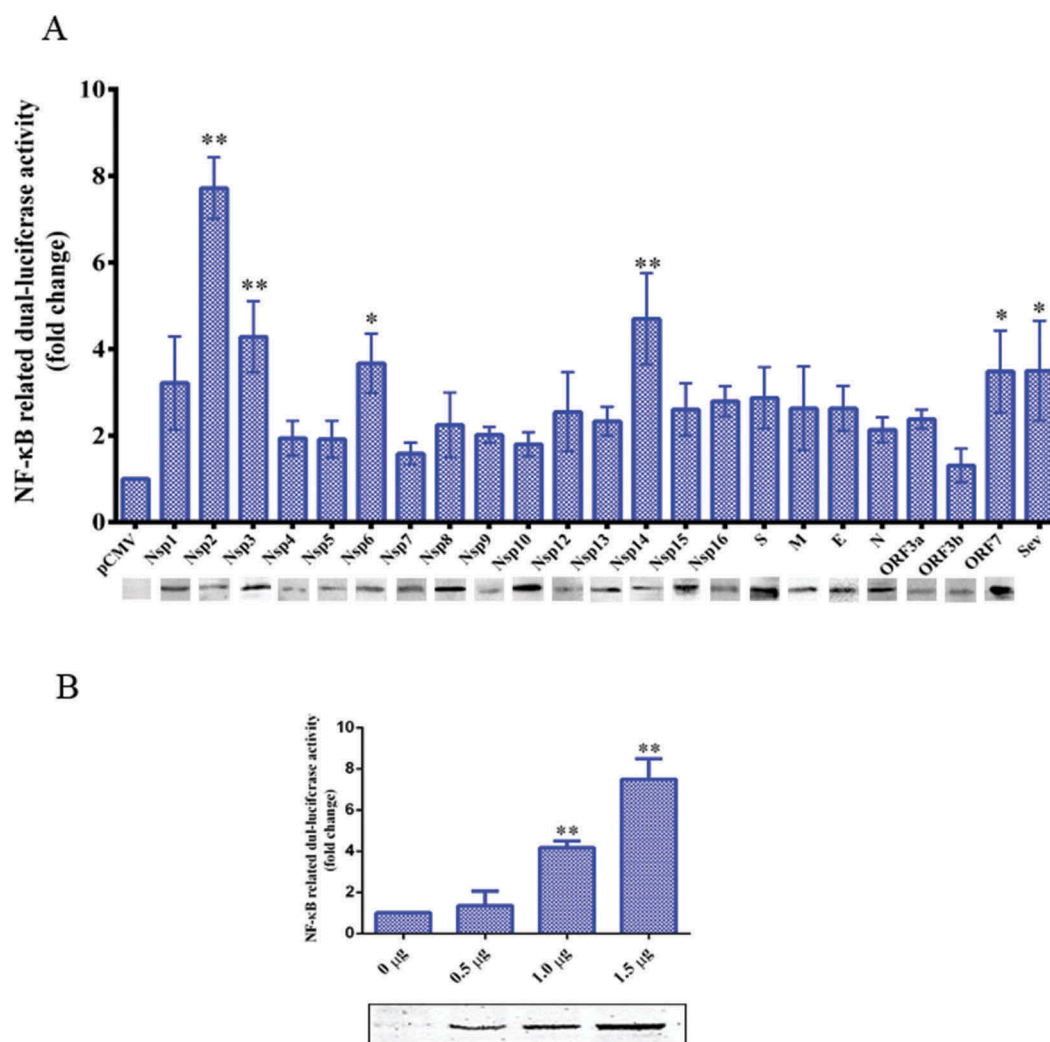 A
NF-κB related dual-luciferase activity
(fold change)
10
8
6
4
2
0
**
**
*
**
*
*
pCMV
Nsp1
Nsp2
Nsp3
Nsp4
Nsp5
Nsp6
Nsp7
Nsp8
Nsp9
Nsp10
Nsp12
Nsp13
Nsp14
Nsp15
Nsp16
S
M
E
N
ORF3a
ORF3b
ORF7
Sev
B
NF-κB related dul-luciferase activity
(fold change)
10
8
6
4
2
0
**
**
0 μg
0.5 μg
1.0 μg
1.5 μg